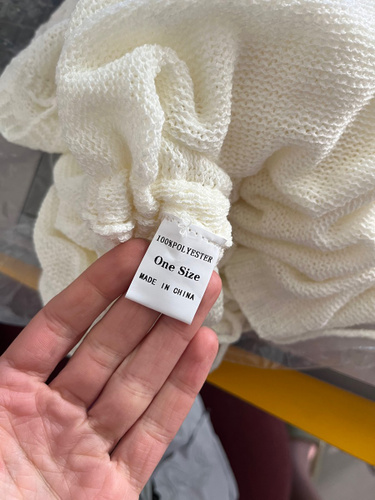 100%POLYESTER
One Size
MADE IN CHINA